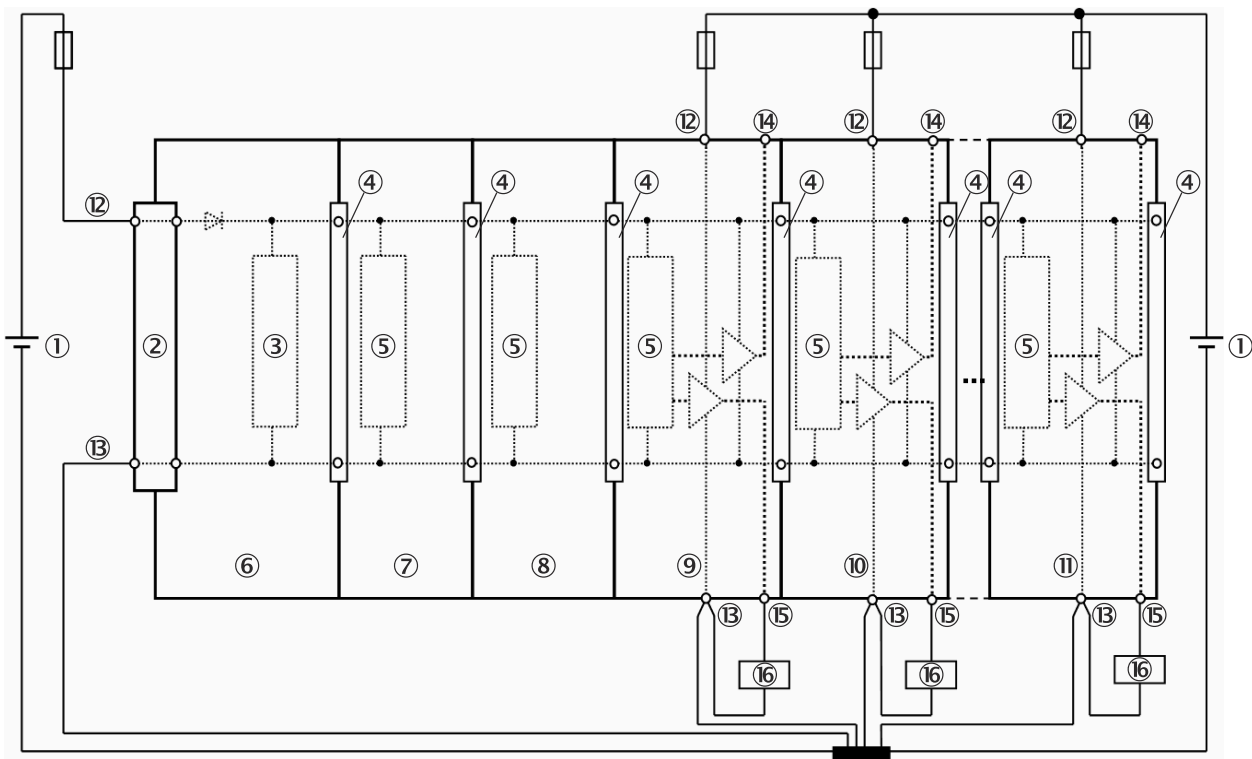 ⑫ ⑭ ⑫ ⑭ ⑫ ⑭
④ ④ ④ ④ ④ ④ ④
⑫
① ② ③ ⑤ ⑤ ⑤ ⑤ ⑤ ①
...
⑬
⑥ ⑦ ⑧ ⑨ ⑩ ⑪
⑬ ⑮ ⑬ ⑮ ⑬ ⑮
⑯ ⑯ ⑯